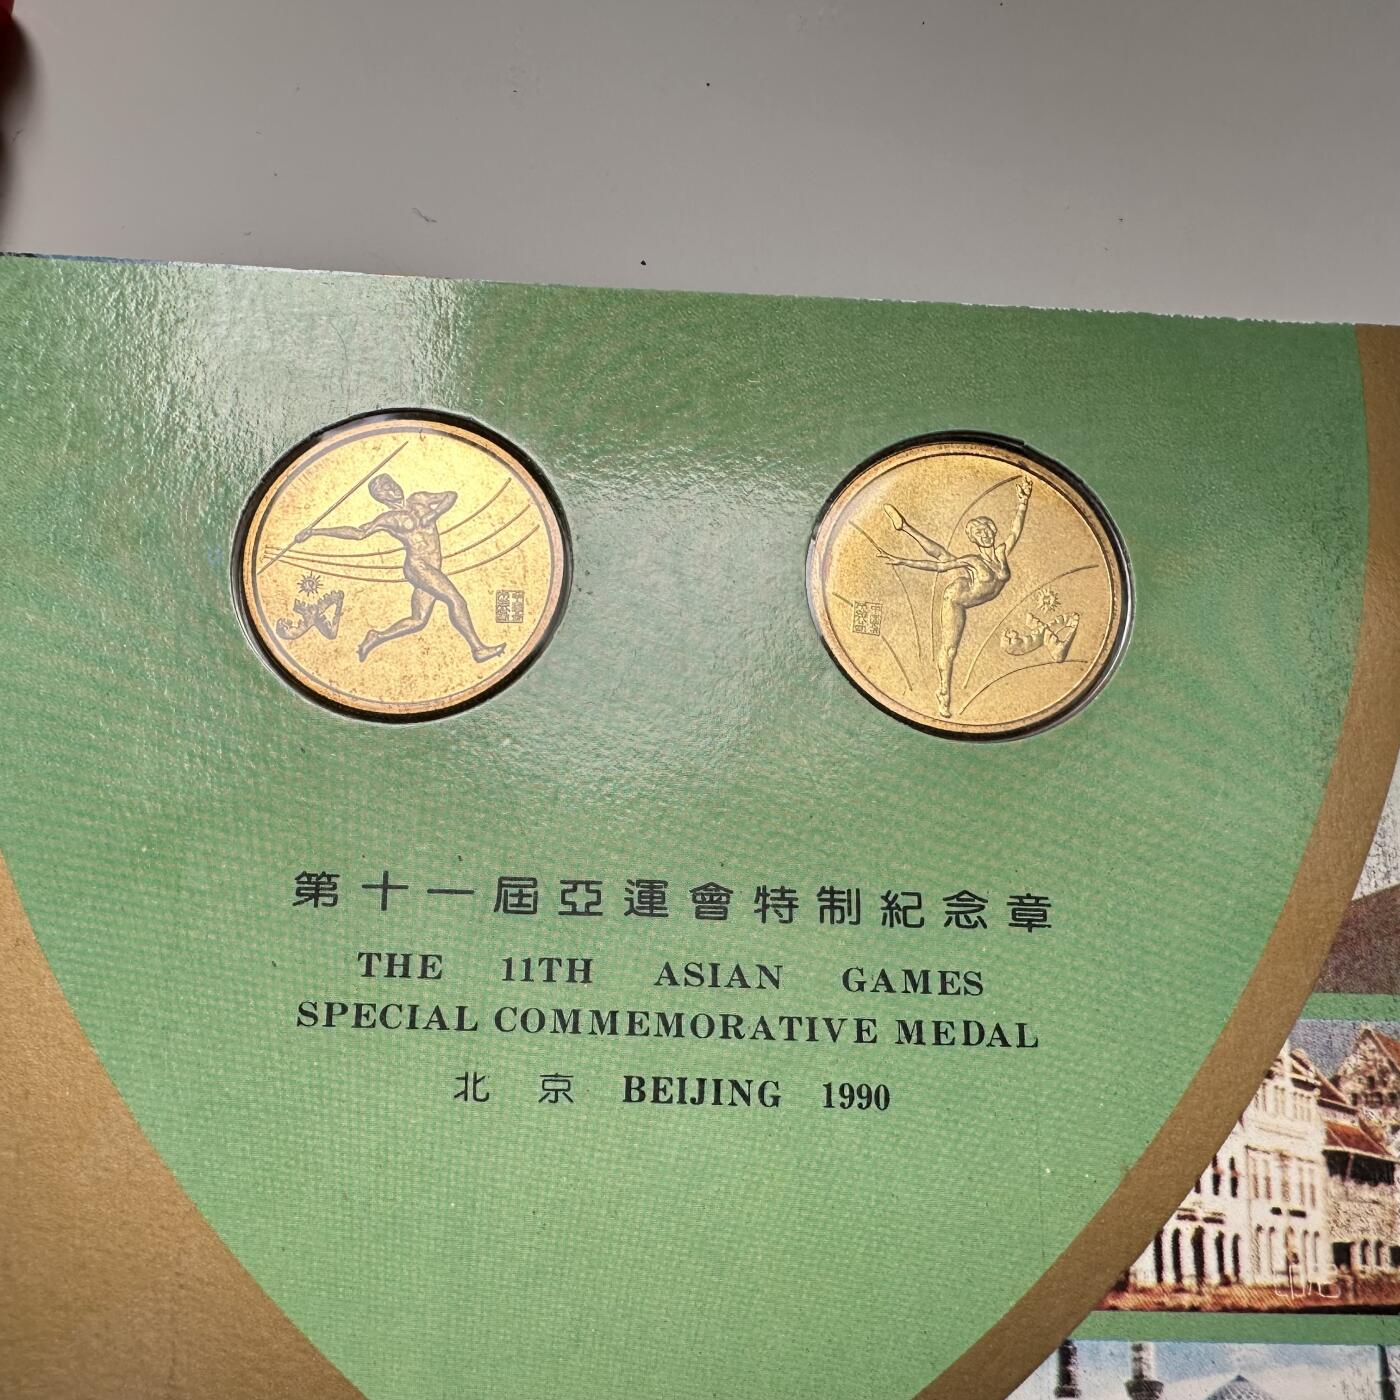 第十一屆亞運會特制紀念章
THE 11TH ASIAN GAMES
SPECIAL COMMEMORATIVE MEDAL
北京 BEIJING 1990